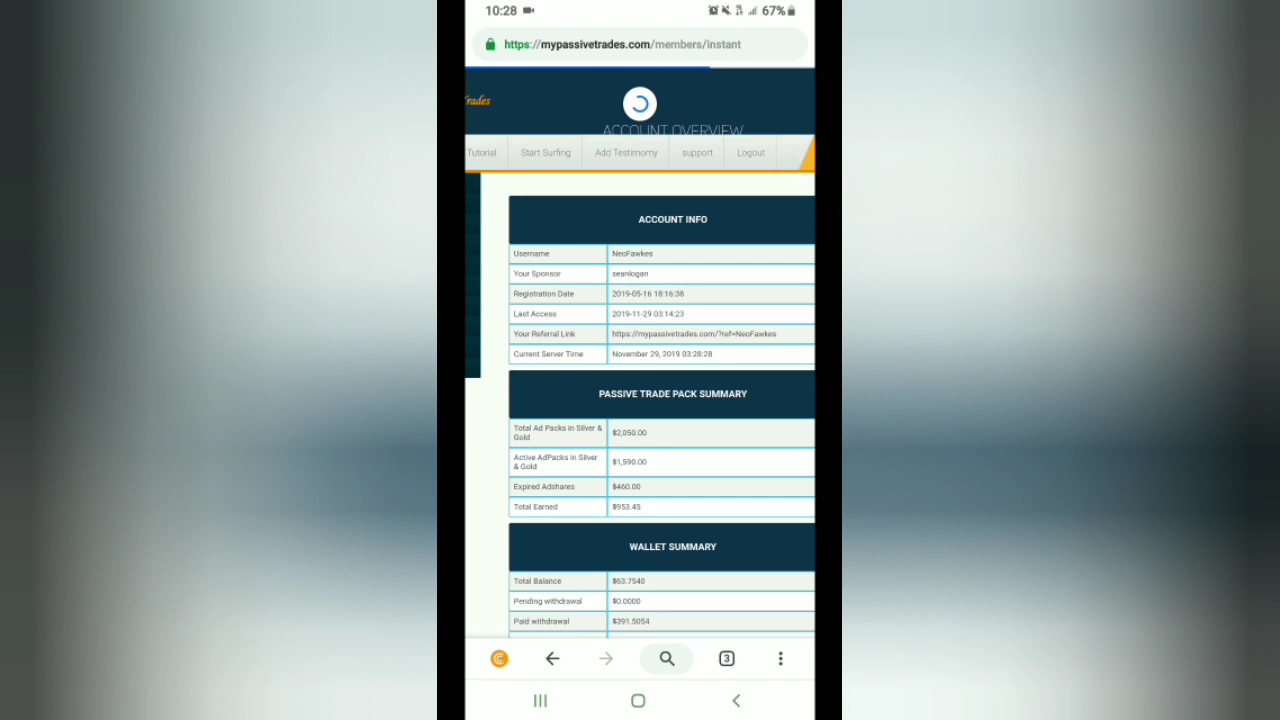 10:28
67%
https://mypassivetrades.com/members/instant
Trades
ACCOUNT OVERVIEW
Tutorial Start Surfing Add Testimomy support Logout
ACCOUNT INFO
Username NeoFawkes
Your Sponsor seanlogan
Registration Date 2019-05-16 18:16:38
Last Access 2019-11-29 03:14:23
Your Referral Link https://mypassivetrades.com/?ref=NeoFawkes
Current Server Time November 29, 2019 03:28:28
PASSIVE TRADE PACK SUMMARY
Total Ad Packs in Silver &
Gold
$2,050.00
Active AdPacks in Silver
& Gold
$1,590.00
Expired Adshares $460.00
Total Earned $953.45
WALLET SUMMARY
Total Balance $63.7540
Pending withdrawal $0.0000
Paid withdrawal $391.5054
3